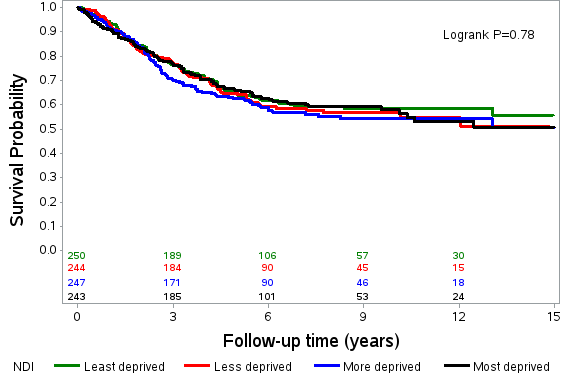 1.0
0.9
0.8
0.7
0.6
0.5
0.4
0.3
0.2
0.1
0.0
Survival Probability
Logrank P=0.78
250 189 106 57 30
244 184 90 45 15
247 171 90 46 18
243 185 101 53 24
0 3 6 9 12 15
Follow-up time (years)
NDI Least deprived Less deprived More deprived Most deprived